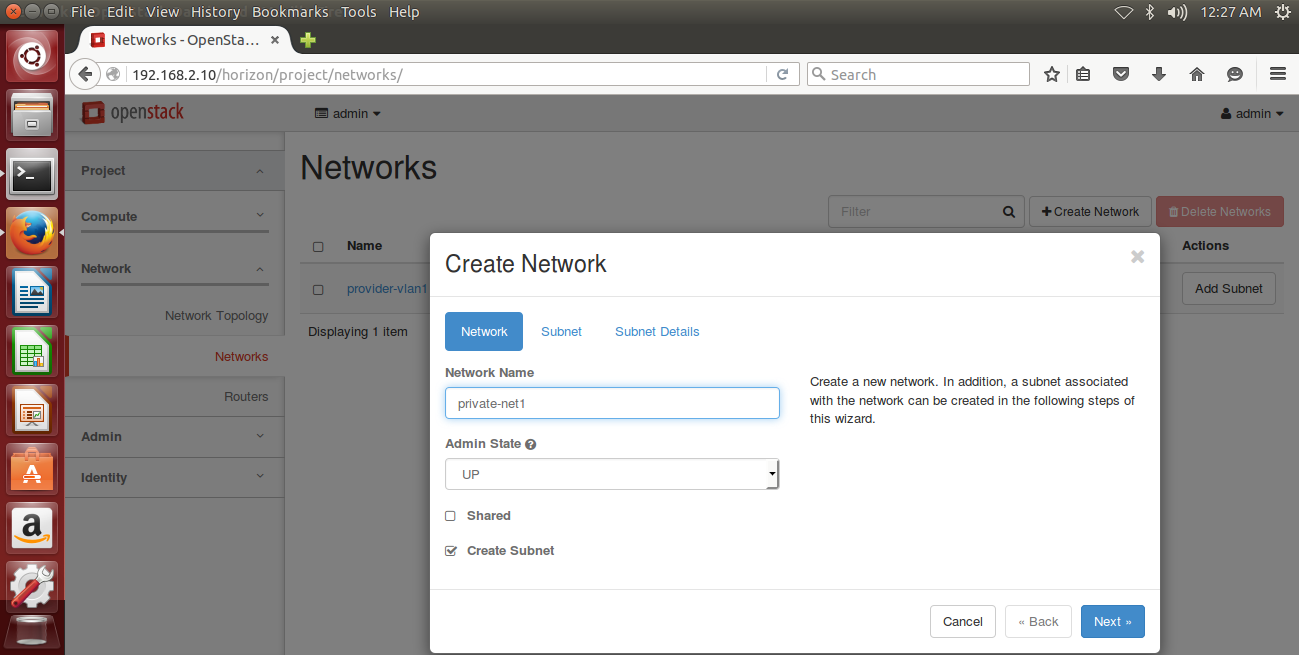 File Edit View History Bookmarks Tools Help
12:27 AM
Networks - OpenSta...
192.168.2.10/horizon/project/networks/
Search
openstack
admin
admin
Project
Compute
Network
Network Topology
Networks
Routers
Admin
Identity
Networks
Filter
Create Network
Delete Networks
Name
Actions
provider-vlan1
Add Subnet
Displaying 1 item
Create Network
Network Subnet Subnet Details
Network Name
private-net1
Admin State
UP
Shared
Create Subnet
Create a new network. In addition, a subnet associated
with the network can be created in the following steps of
this wizard.
Cancel
« Back
Next »